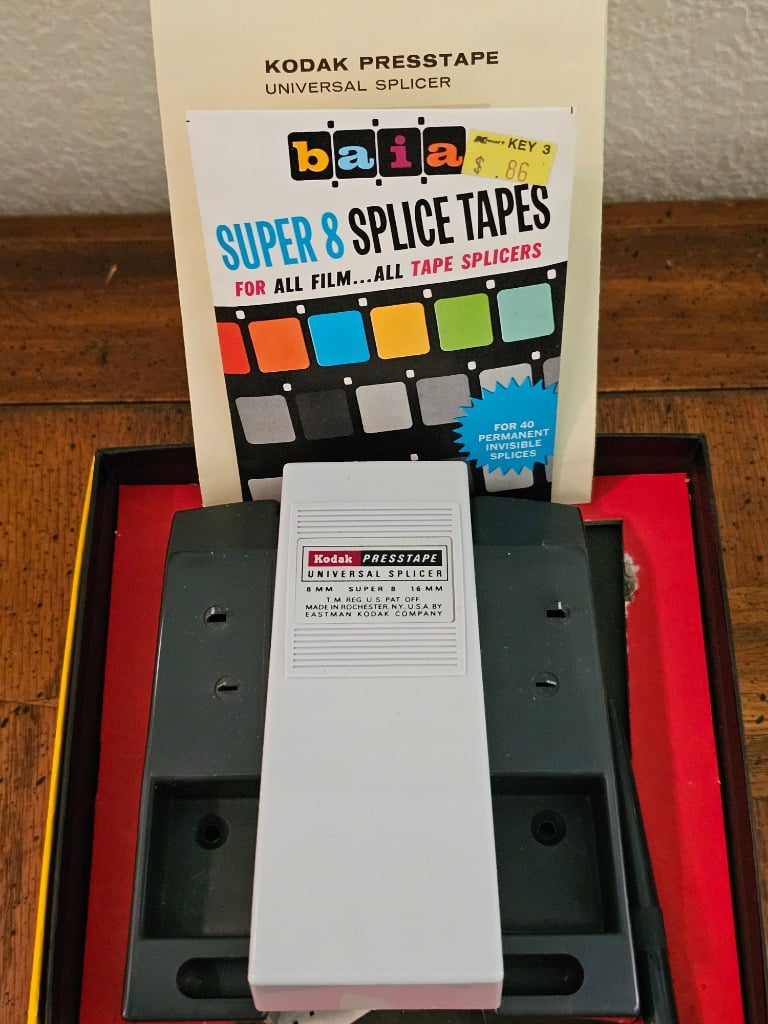 KODAK PRESSTAPE
UNIVERSAL SPLICER
baia
Kmart KEY 3
$ .86
SUPER 8 SPLICE TAPES
FOR ALL FILM...ALL TAPE SPLICERS
FOR 40
PERMANENT
INVISIBLE
SPLICES
Kodak PRESSTAPE
UNIVERSAL SPLICER
8 MM SUPER 8 16 MM
T.M. REG. U.S. PAT. OFF.
MADE IN ROCHESTER, N.Y. U.S.A. BY
EASTMAN KODAK COMPANY